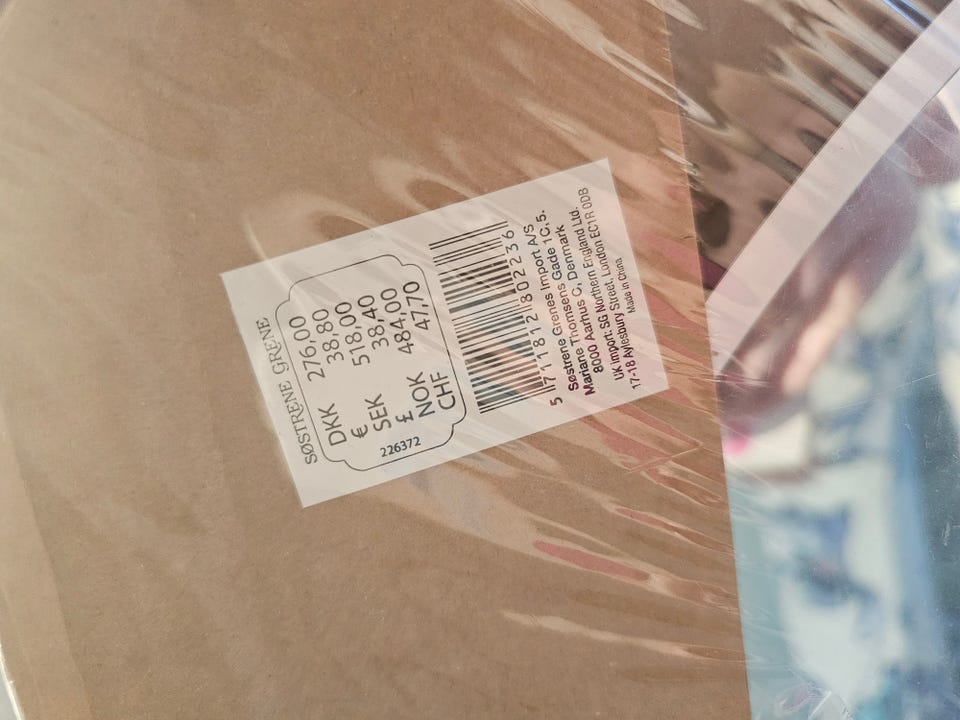 SØSTRENE GRENE
DKK 276,00
€ 38,80
SEK 518,00
£ 38,40
NOK 484,00
CHF 47,70
226372
5 711812 802236
Søstrene Grenes Import A/S
Mariane Thomsens Gade 1C, 5.
8000 Aarhus C, Denmark
UK Import: SG Northern England Ltd.
17-18 Aylesbury Street, London EC1R 0DB
Made in China